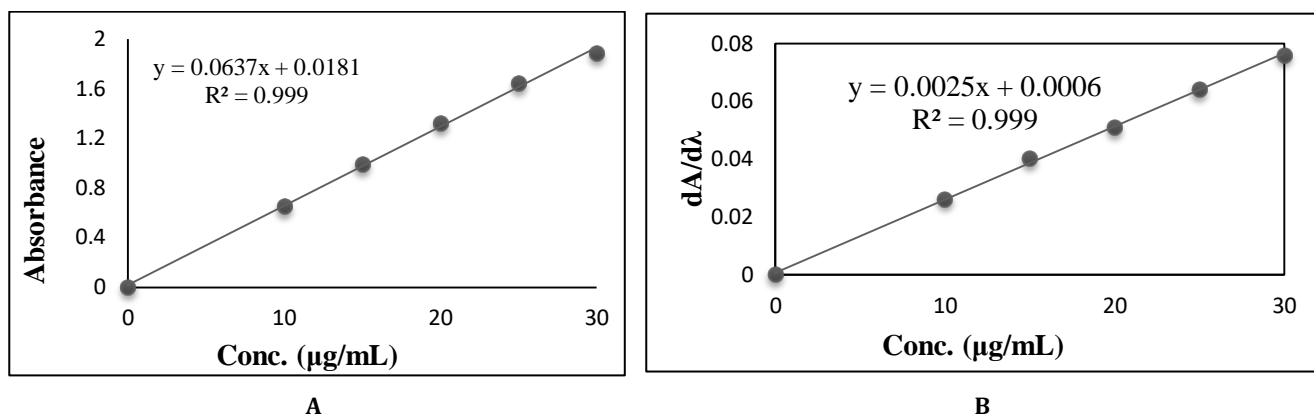 2
1.6
1.2
0.8
0.4
0
y = 0.0637x + 0.0181
R² = 0.999
Absorbance
0 10 20 30
Conc. (µg/mL)
A
0.08
0.06
0.04
0.02
0
y = 0.0025x + 0.0006
R² = 0.999
dA/dλ
0 10 20 30
Conc. (µg/mL)
B